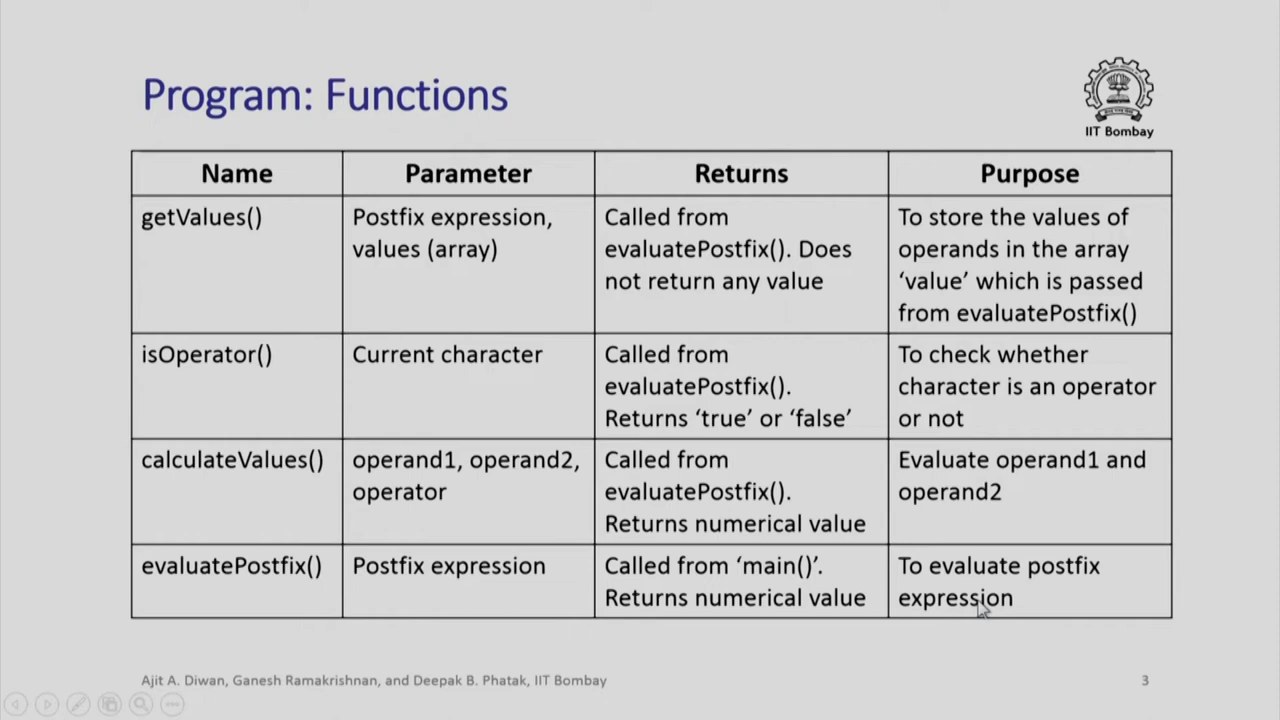 Program: Functions
IIT Bombay
Name
Parameter
Returns
Purpose
getValues()
Postfix expression,
values (array)
Called from
evaluatePostfix(). Does
not return any value
To store the values of
operands in the array
‘value’ which is passed
from evaluatePostfix()
isOperator()
Current character
Called from
evaluatePostfix().
Returns ‘true’ or ‘false’
To check whether
character is an operator
or not
calculateValues()
operand1, operand2,
operator
Called from
evaluatePostfix().
Returns numerical value
Evaluate operand1 and
operand2
evaluatePostfix()
Postfix expression
Called from ‘main()’.
Returns numerical value
To evaluate postfix
expression
Ajit A. Diwan, Ganesh Ramakrishnan, and Deepak B. Phatak, IIT Bombay
3